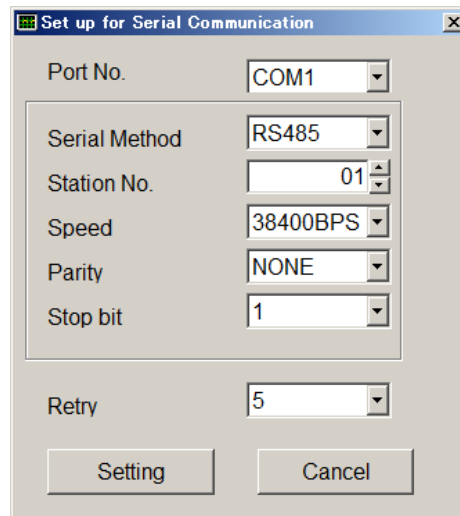 Set up for Serial Communication
Port No. COM1
Serial Method RS485
Station No. 01
Speed 38400BPS
Parity NONE
Stop bit 1
Retry 5
Setting Cancel